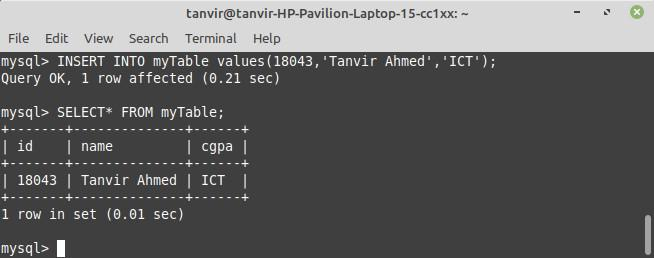 tanvir@tanvir-HP-Pavilion-Laptop-15-cc1xx: ~
File Edit View Search Terminal Help
mysql> INSERT INTO myTable values(18043,'Tanvir Ahmed','ICT');
Query OK, 1 row affected (0.21 sec)

mysql> SELECT* FROM myTable;
+-------+--------------+------+
| id    | name         | cgpa |
+-------+--------------+------+
| 18043 | Tanvir Ahmed | ICT  |
+-------+--------------+------+
1 row in set (0.01 sec)

mysql>